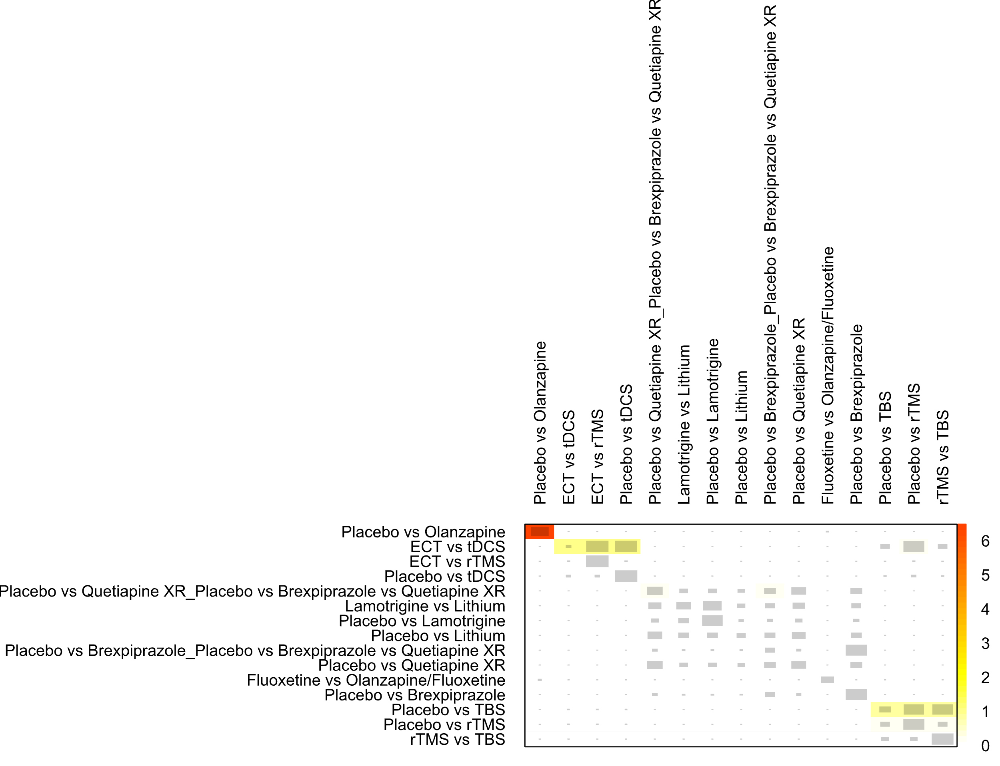 Placebo vs Olanzapine
ECT vs tDCS
ECT vs rTMS
Placebo vs tDCS
Placebo vs Quetiapine XR_Placebo vs Brexpiprazole vs Quetiapine XR
Lamotrigine vs Lithium
Placebo vs Lamotrigine
Placebo vs Lithium
Placebo vs Brexpiprazole_Placebo vs Brexpiprazole vs Quetiapine XR
Placebo vs Quetiapine XR
Fluoxetine vs Olanzapine/Fluoxetine
Placebo vs Brexpiprazole
Placebo vs TBS
Placebo vs rTMS
rTMS vs TBS
Placebo vs Olanzapine
ECT vs tDCS
ECT vs rTMS
Placebo vs tDCS
Placebo vs Quetiapine XR_Placebo vs Brexpiprazole vs Quetiapine XR
Lamotrigine vs Lithium
Placebo vs Lamotrigine
Placebo vs Lithium
Placebo vs Brexpiprazole_Placebo vs Brexpiprazole vs Quetiapine XR
Placebo vs Quetiapine XR
Fluoxetine vs Olanzapine/Fluoxetine
Placebo vs Brexpiprazole
Placebo vs TBS
Placebo vs rTMS
rTMS vs TBS
6
5
4
3
2
1
0